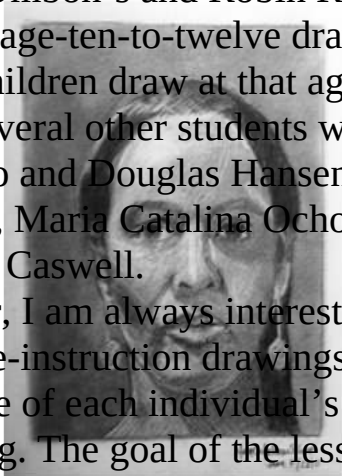 age-ten-to-twelve dra
ildren draw at that ag
veral other students w
and Douglas Hansen
, Maria Catalina Ocho
Caswell.
, I am always interest
e-instruction drawings
e of each individual's
g. The goal of the less